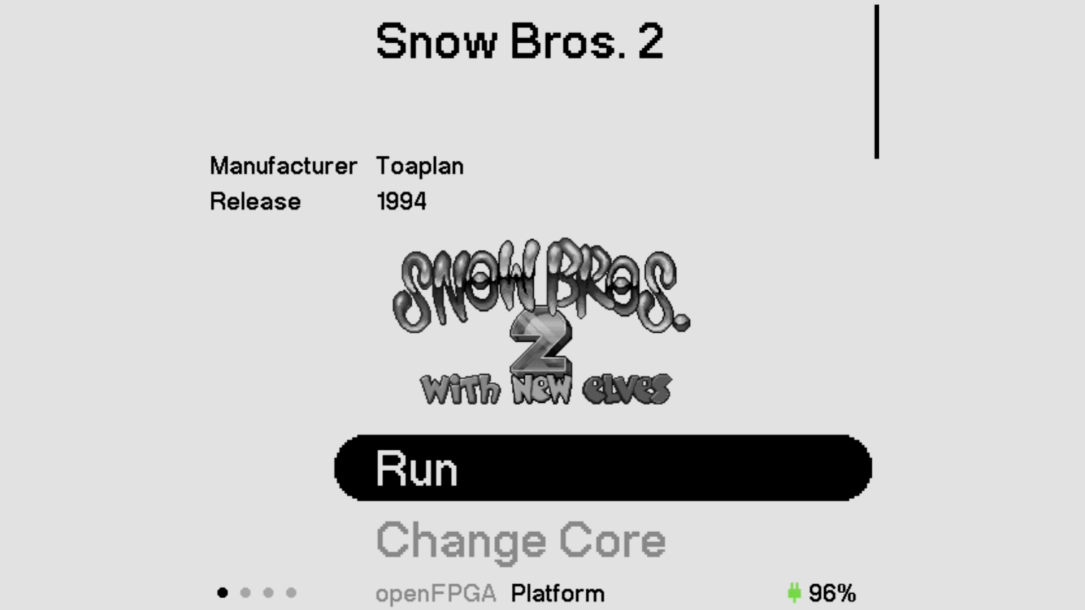 Snow Bros. 2
Manufacturer Toaplan
Release 1994
SNOW BROS.
2
WITH NEW ELVES
Run
Change Core
openFPGA Platform 96%